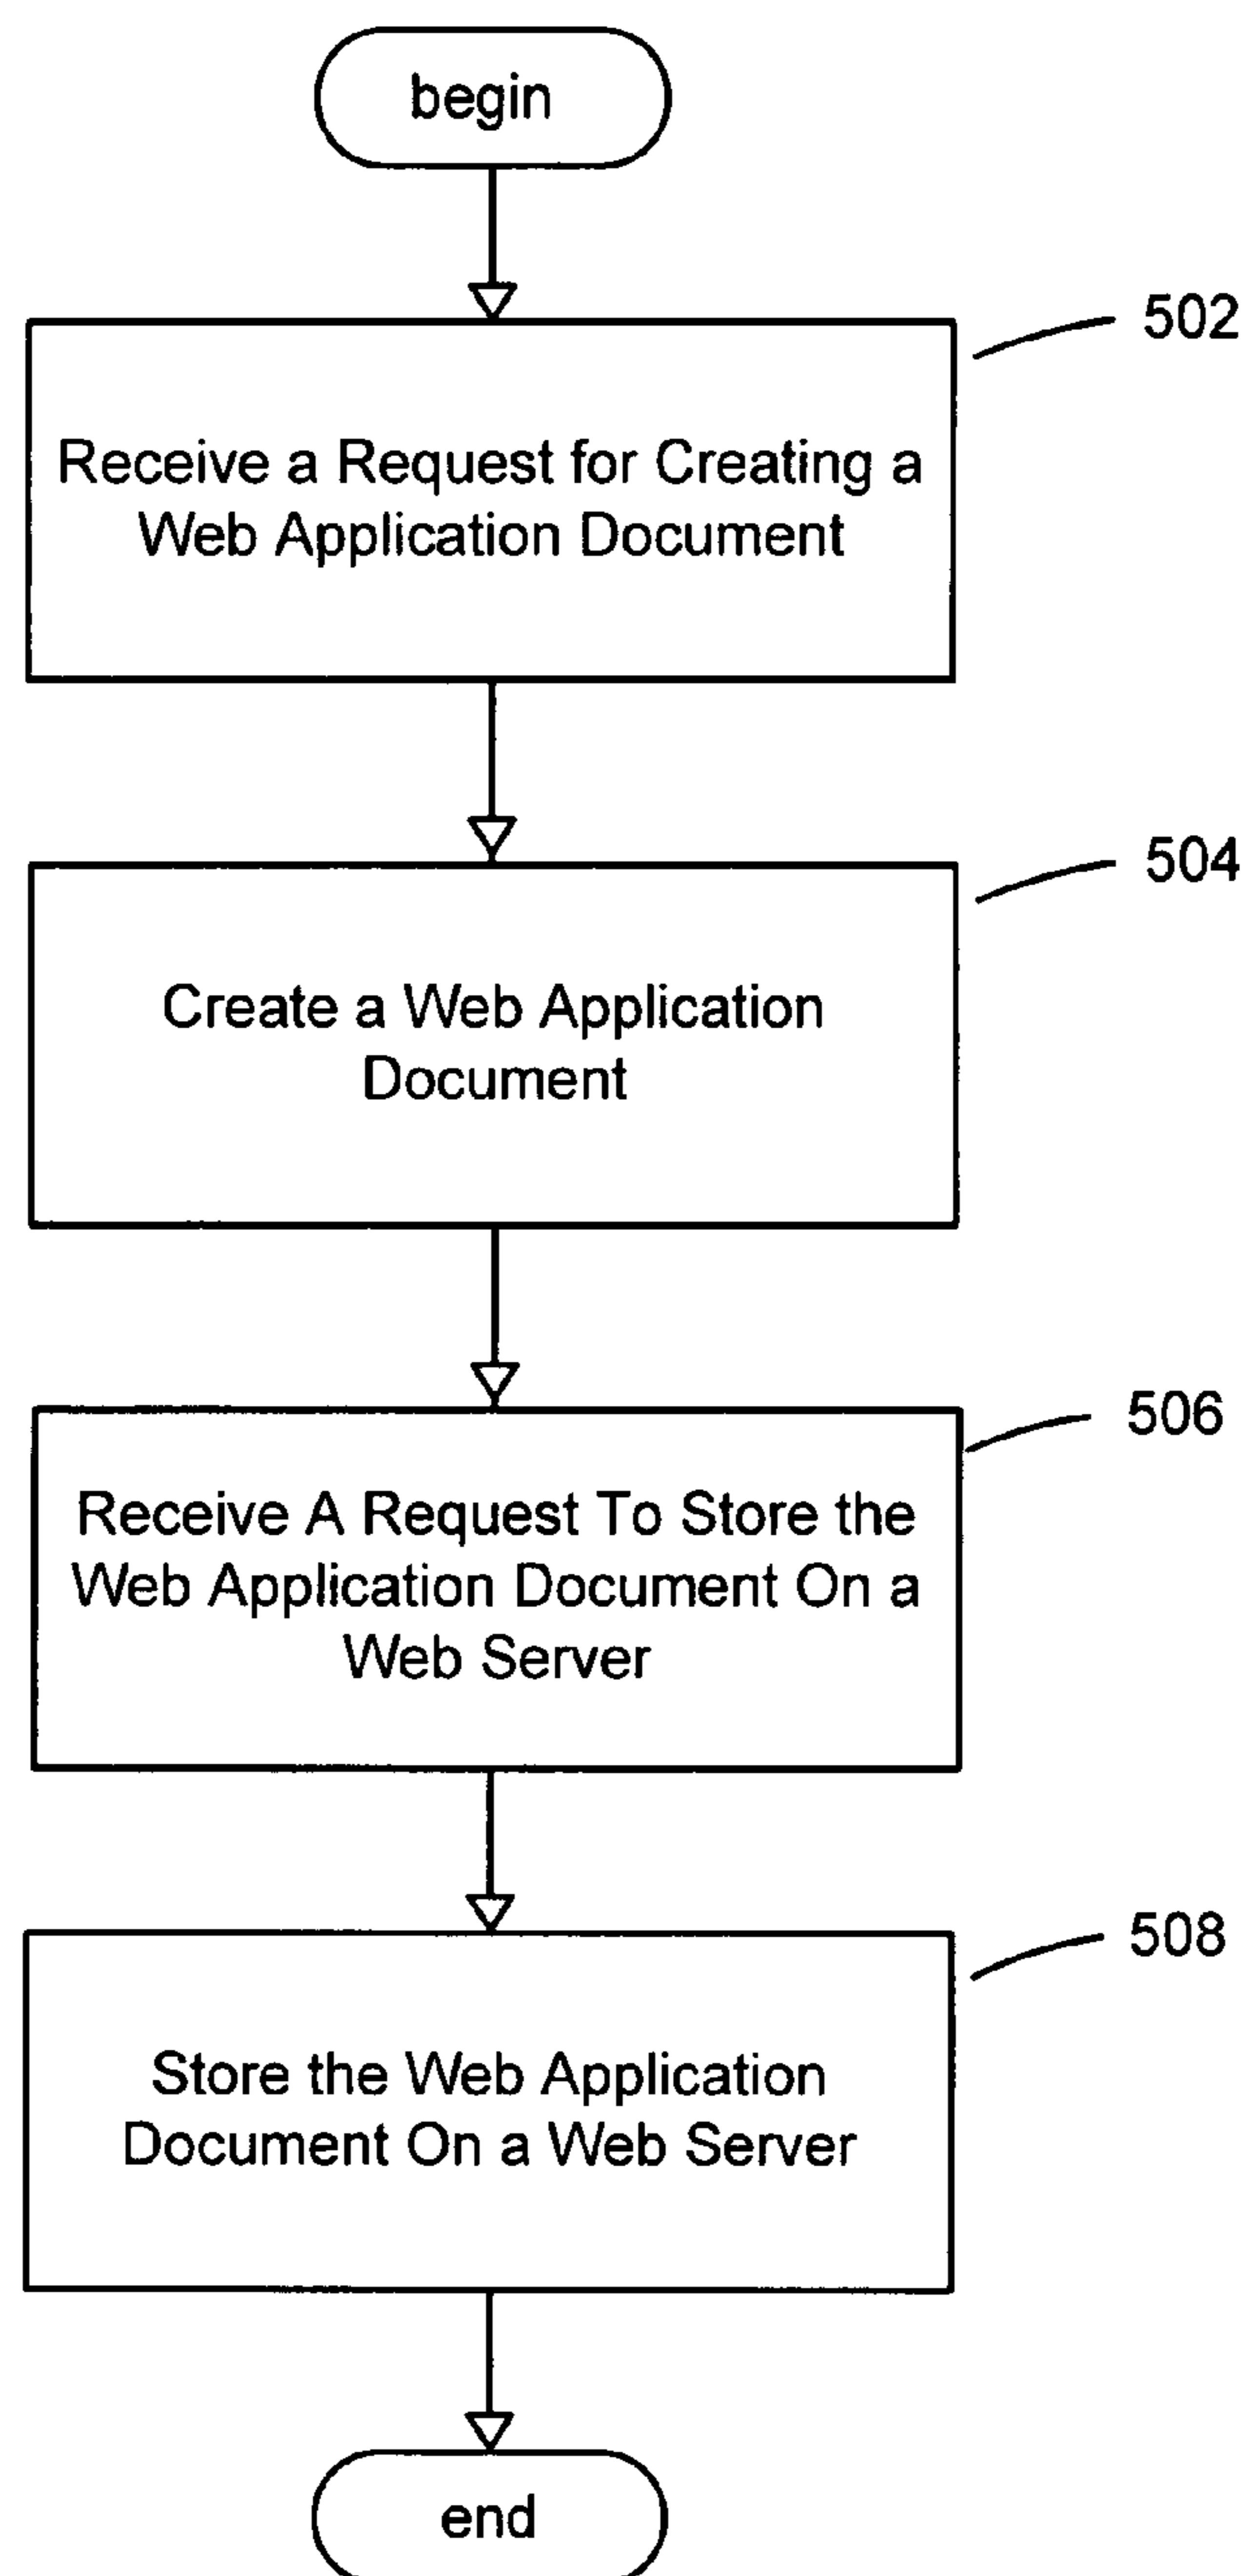 begin
502
Receive a Request for Creating a
Web Application Document
504
Create a Web Application
Document
506
Receive A Request To Store the
Web Application Document On a
Web Server
508
Store the Web Application
Document On a Web Server
end